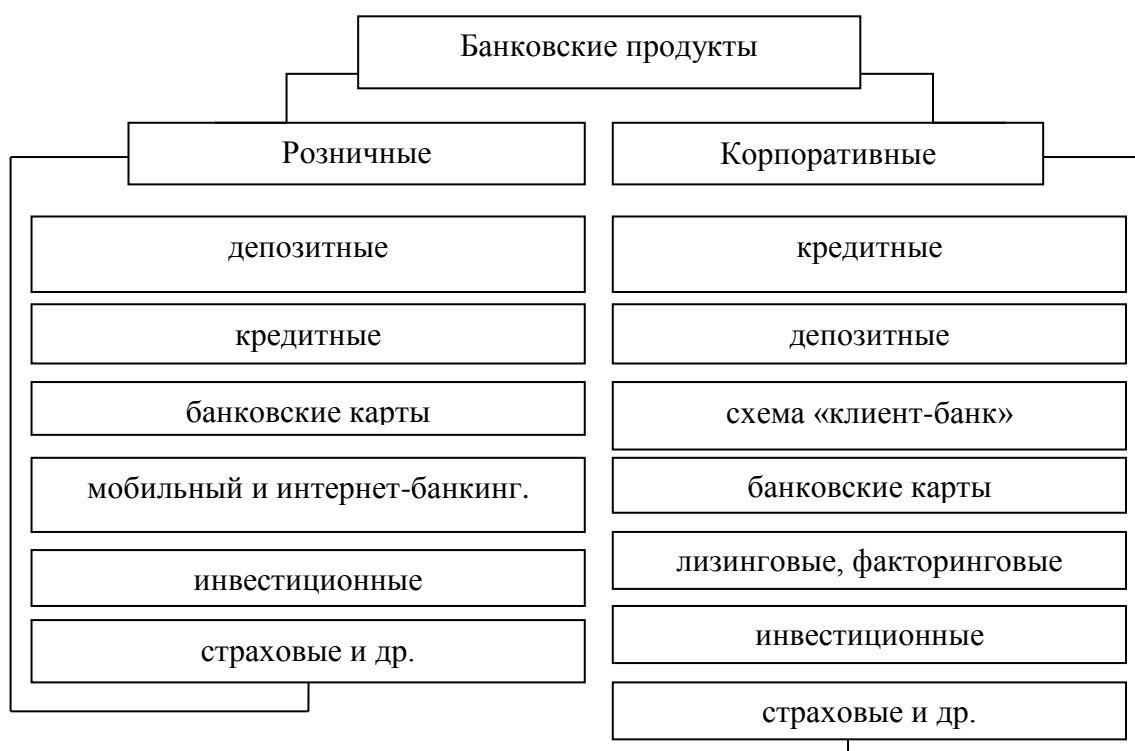 Банковские продукты
Розничные
Корпоративные
депозитные
кредитные
банковские карты
мобильный и интернет-банкинг.
инвестиционные
страховые и др.
кредитные
депозитные
схема «клиент-банк»
банковские карты
лизинговые, факторинговые
инвестиционные
страховые и др.